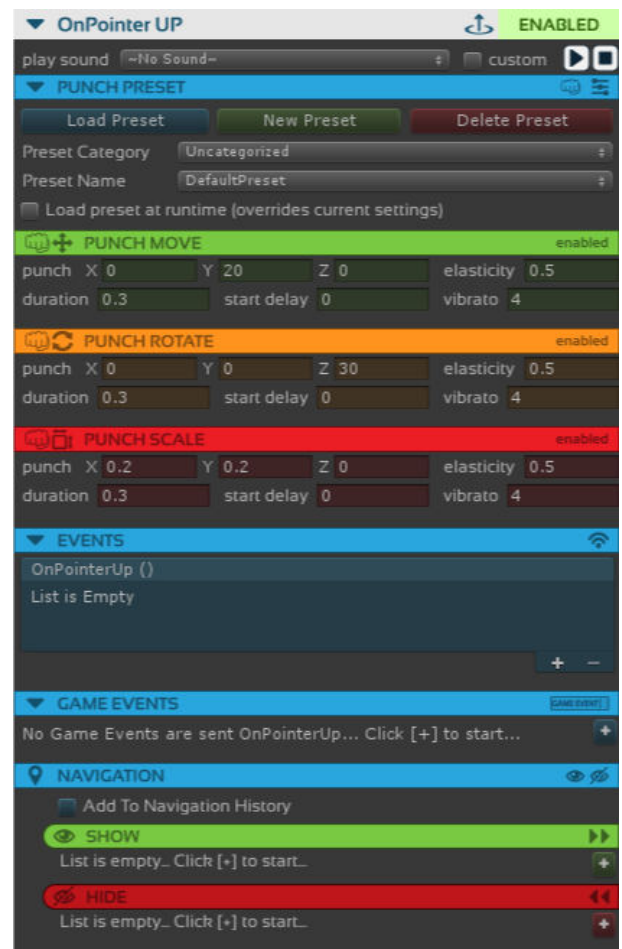 OnPointer UP ENABLED
play sound ~No Sound~ custom
PUNCH PRESET
Load Preset New Preset Delete Preset
Preset Category Uncategorized
Preset Name DefaultPreset
Load preset at runtime (overrides current settings)
PUNCH MOVE enabled
punch X 0 Y 20 Z 0 elasticity 0.5
duration 0.3 start delay 0 vibrato 4
PUNCH ROTATE enabled
punch X 0 Y 0 Z 30 elasticity 0.5
duration 0.3 start delay 0 vibrato 4
PUNCH SCALE enabled
punch X 0.2 Y 0.2 Z 0 elasticity 0.5
duration 0.3 start delay 0 vibrato 4
EVENTS
OnPointerUp ()
List is Empty
+ −
GAME EVENTS GAME EVENT
No Game Events are sent OnPointerUp... Click [+] to start... +
NAVIGATION
Add To Navigation History
SHOW
List is empty... Click [+] to start... +
HIDE
List is empty... Click [+] to start... +